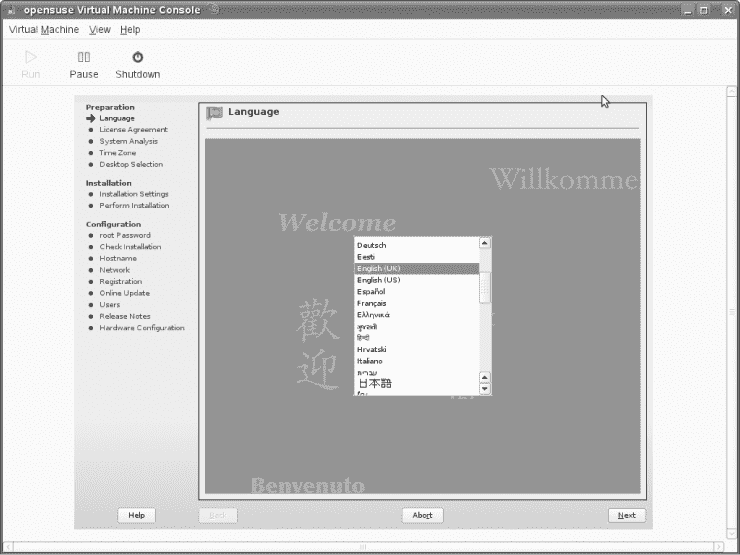 opensuse Virtual Machine Console
Virtual Machine View Help
Run Pause Shutdown
Preparation
Language
License Agreement
System Analysis
Time Zone
Desktop Selection
Installation
Installation Settings
Perform Installation
Configuration
root Password
Check Installation
Hostname
Network
Registration
Online Update
Users
Release Notes
Hardware Configuration
Language
Willkomme
Welcome
歡
迎
Deutsch
Eesti
English (UK)
English (US)
Español
Français
Ελληνικά
ગુજરાતી
हिन्दी
Hrvatski
Italiano
עברית
日本語
Benvenuto
Help Back Abort Next